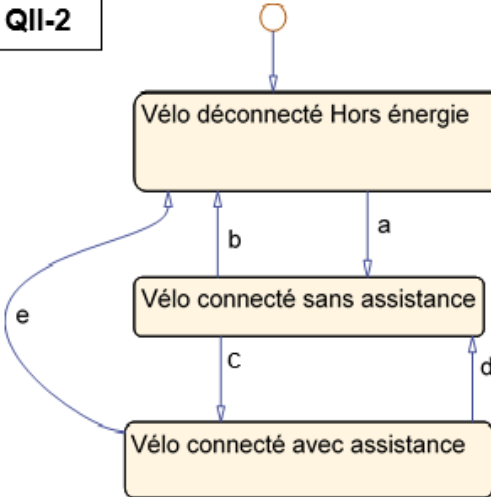 QII-2
Vélo déconnecté Hors énergie
a
b
Vélo connecté sans assistance
e
C
d
Vélo connecté avec assistance